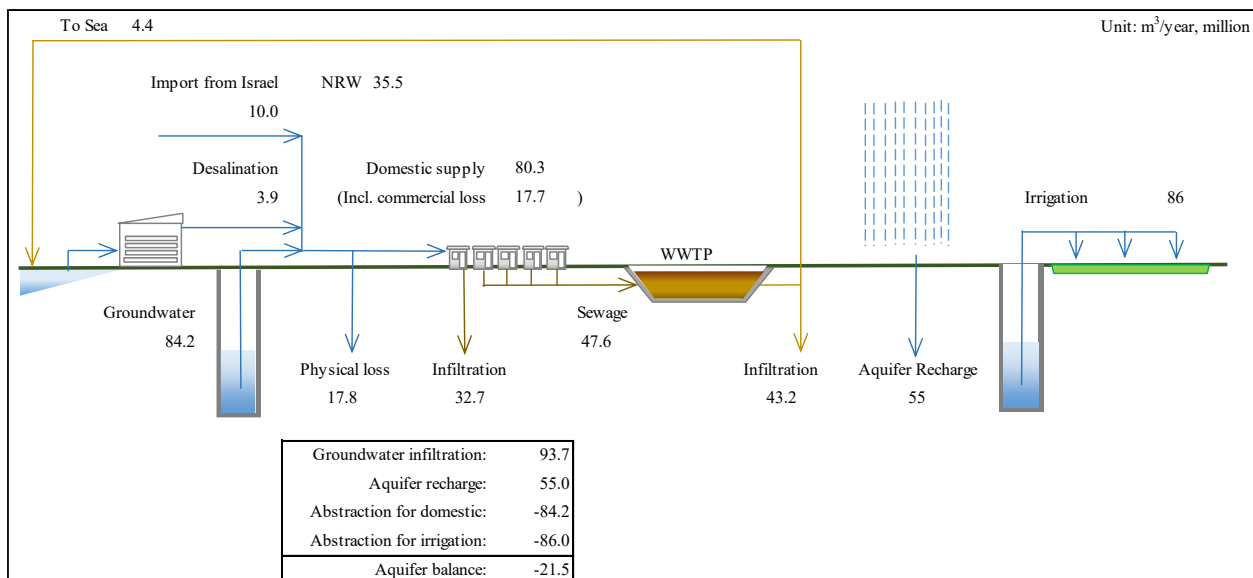 To Sea 4.4
Unit: m³/year, million
Import from Israel NRW 35.5
10.0
Desalination Domestic supply 80.3
3.9 (Incl. commercial loss 17.7 )
Irrigation 86
WWTP
Groundwater Sewage
84.2 47.6
Physical loss Infiltration Infiltration Aquifer Recharge
17.8 32.7 43.2 55
Groundwater infiltration: 93.7
Aquifer recharge: 55.0
Abstraction for domestic: -84.2
Abstraction for irrigation: -86.0
Aquifer balance: -21.5